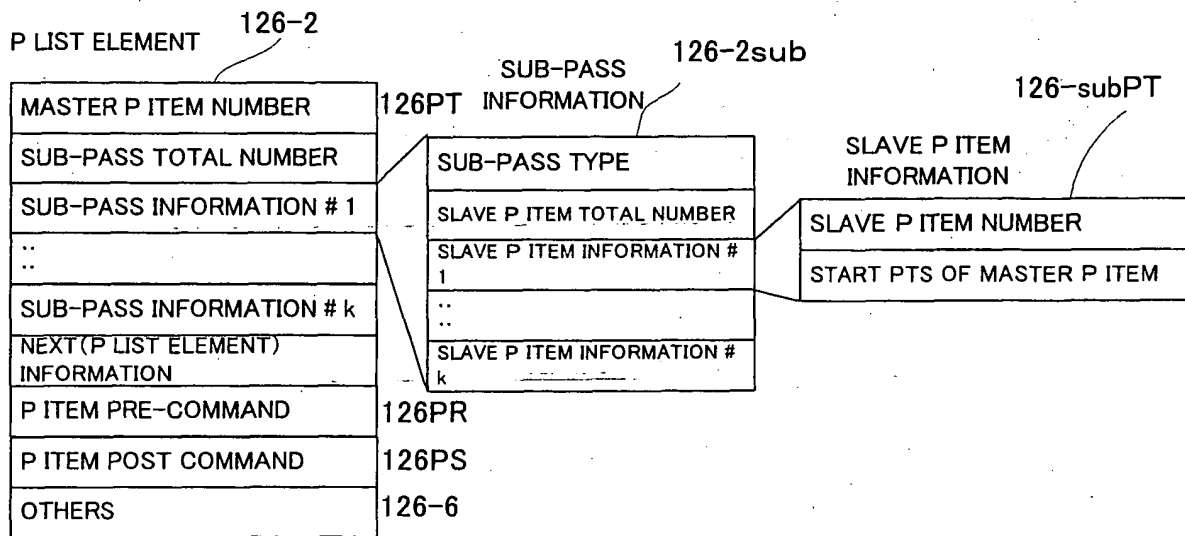 P LIST ELEMENT
126-2
MASTER P ITEM NUMBER
126PT
SUB-PASS TOTAL NUMBER
SUB-PASS INFORMATION # 1
::
SUB-PASS INFORMATION # k
NEXT(P LIST ELEMENT)
INFORMATION
P ITEM PRE-COMMAND
126PR
P ITEM POST COMMAND
126PS
OTHERS
126-6
SUB-PASS
INFORMATION
126-2sub
SUB-PASS TYPE
SLAVE P ITEM TOTAL NUMBER
SLAVE P ITEM INFORMATION #
1
::
SLAVE P ITEM INFORMATION #
k
126-subPT
SLAVE P ITEM
INFORMATION
SLAVE P ITEM NUMBER
START PTS OF MASTER P ITEM